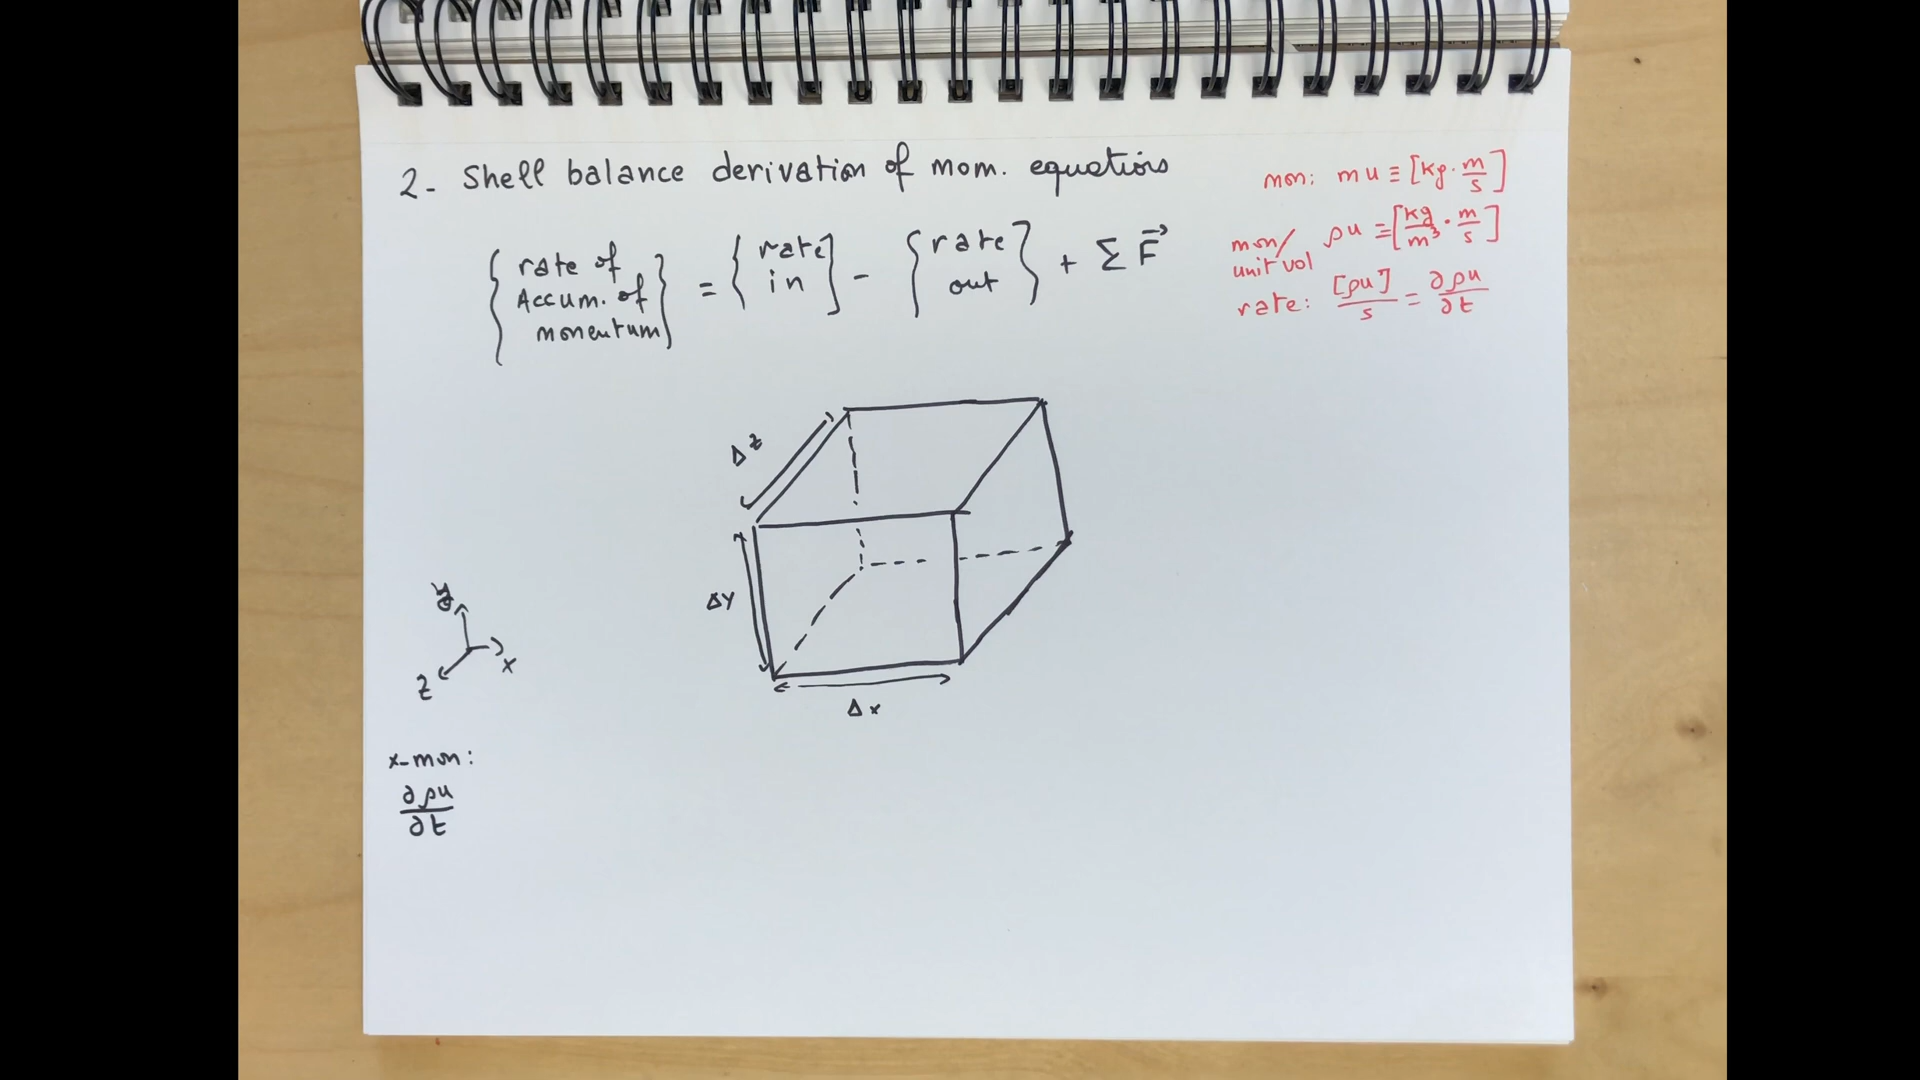 2- Shell balance derivation of mom. equations
{rate of Accum. of momentum} = {rate in} - {rate out} + Σ F⃗
mom: mu ≡ [kg · m/s]
mom/unit vol ρu ≡ [kg/m³ · m/s]
rate: [ρu]/s = ∂ρu/∂t
Δz
Δy
Δx
y
x
z
x-mom:
∂ρu/∂t